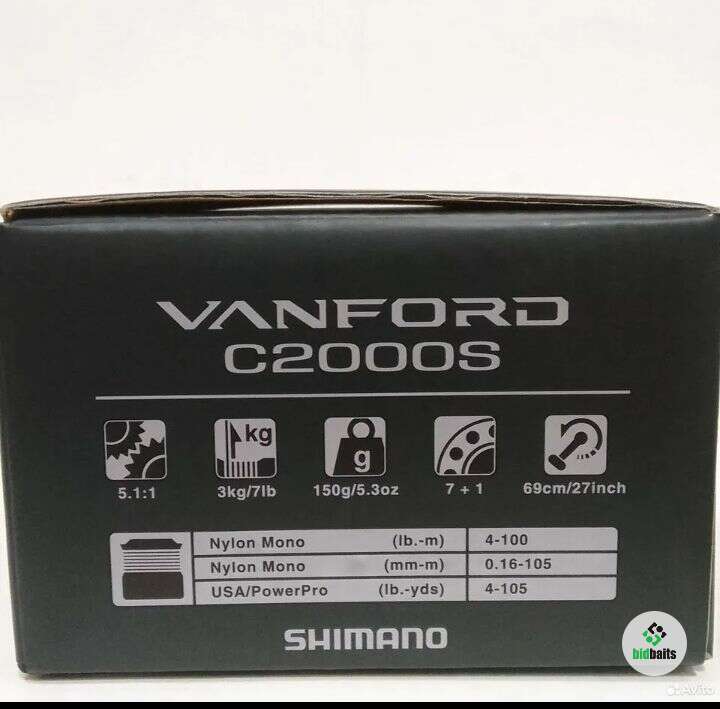 VANFORD
C2000S
kg
g
5.1:1 3kg/7lb 150g/5.3oz 7 + 1 69cm/27inch
Nylon Mono (lb.-m) 4-100
Nylon Mono (mm-m) 0.16-105
USA/PowerPro (lb.-yds) 4-105
SHIMANO
bidbaits
Avito